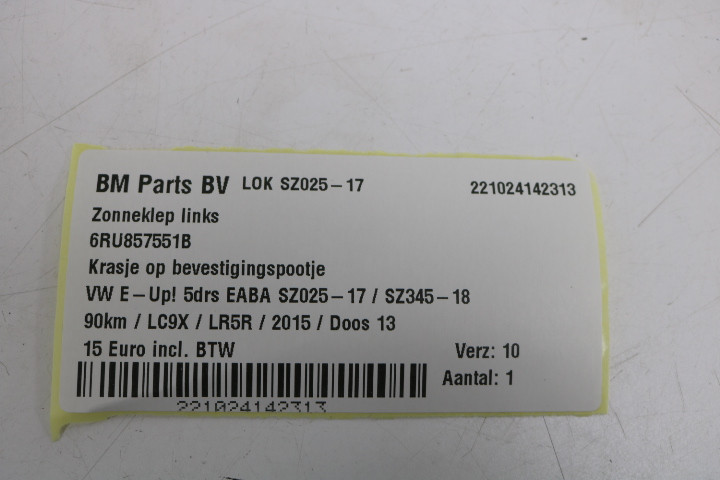 BM Parts BV LOK SZ025-17 221024142313
Zonneklep links
6RU857551B
Krasje op bevestigingspootje
VW E-Up! 5drs EABA SZ025-17 / SZ345-18
90km / LC9X / LR5R / 2015 / Doos 13
15 Euro incl. BTW Verz: 10
Aantal: 1
221024142313